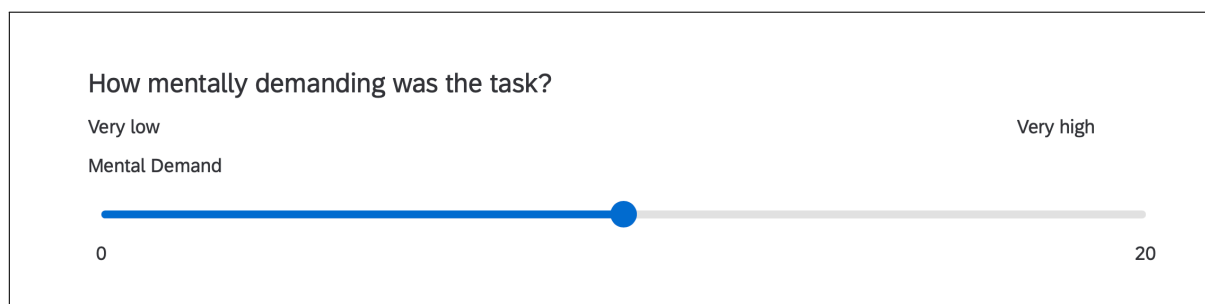 How mentally demanding was the task?
Very low Very high
Mental Demand
0 20